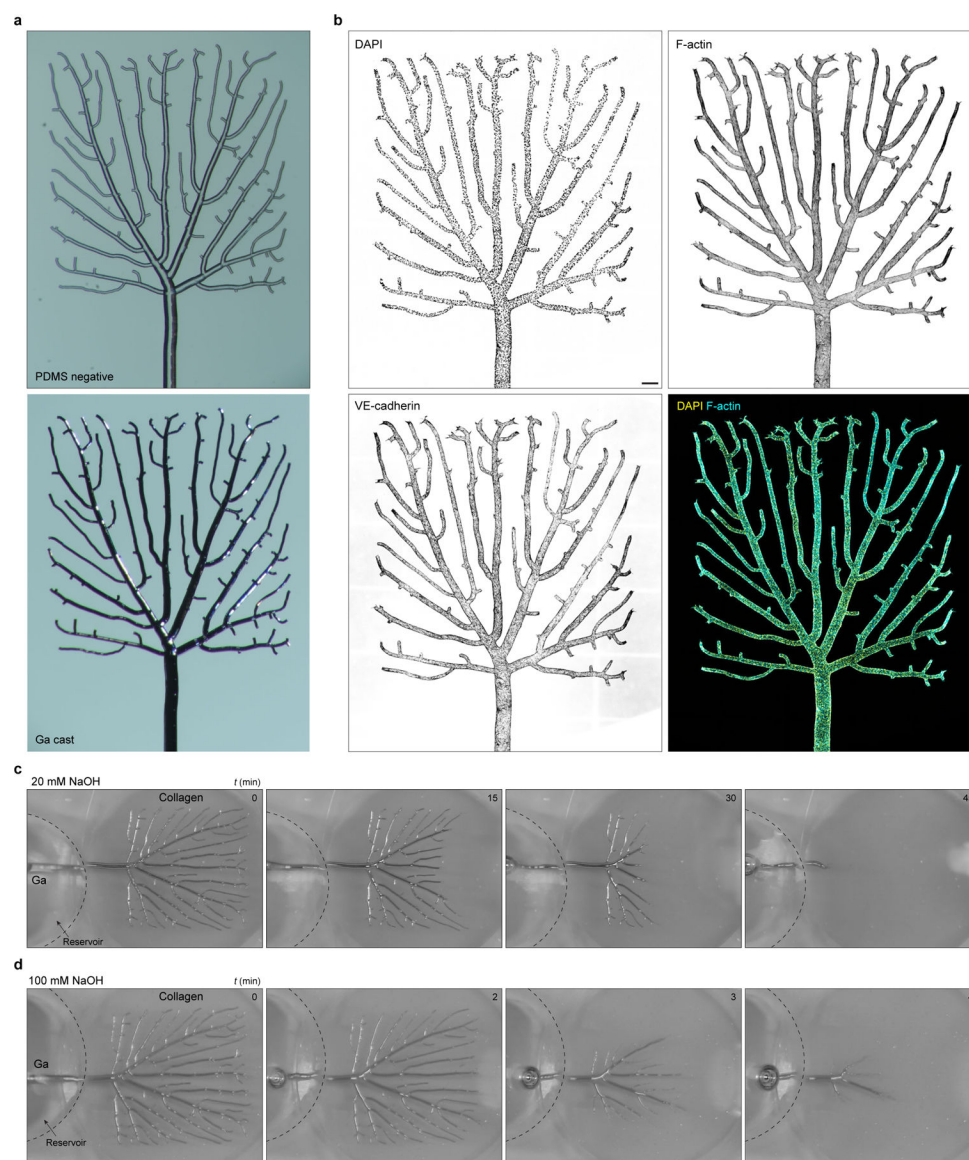 a
b
PDMS negative
Ga cast
DAPI
F-actin
VE-cadherin
DAPI F-actin
c
20 mM NaOH
t (min)
Collagen
0
15
30
4
Ga
Reservoir
d
100 mM NaOH
t (min)
Collagen
0
2
3
Ga
Reservoir